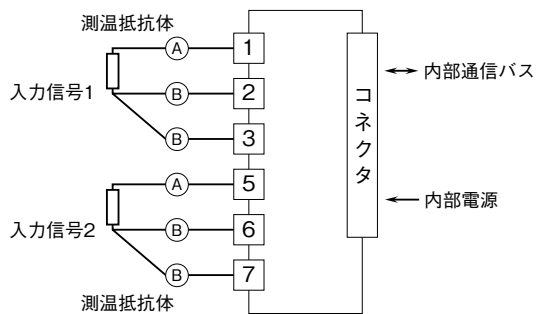 測温抵抗体
入力信号1
A 1
B 2
B 3
A 5
入力信号2
B 6
B 7
測温抵抗体
コネクタ
内部通信バス
内部電源